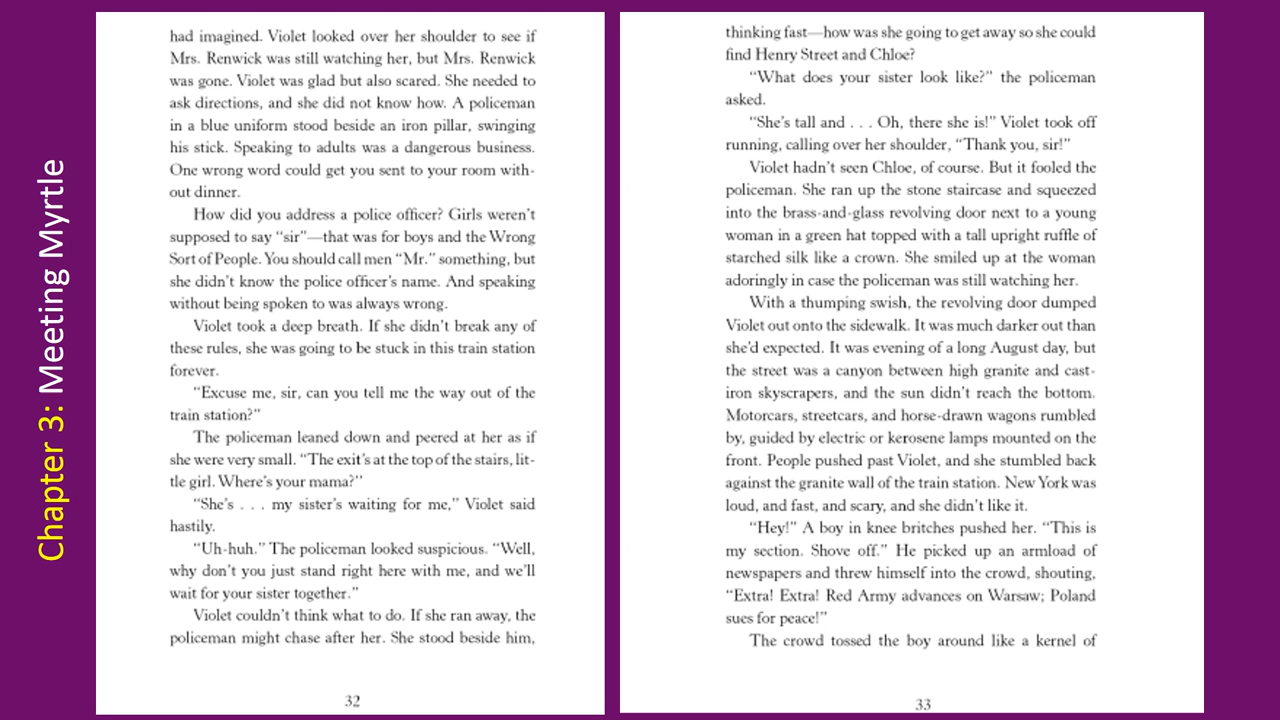 Chapter 3: Meeting Myrtle
had imagined. Violet looked over her shoulder to see if
Mrs. Renwick was still watching her, but Mrs. Renwick
was gone. Violet was glad but also scared. She needed to
ask directions, and she did not know how. A policeman
in a blue uniform stood beside an iron pillar, swinging
his stick. Speaking to adults was a dangerous business.
One wrong word could get you sent to your room with-
out dinner.
How did you address a police officer? Girls weren't
supposed to say “sir”—that was for boys and the Wrong
Sort of People. You should call men “Mr.” something, but
she didn't know the police officer's name. And speaking
without being spoken to was always wrong.
Violet took a deep breath. If she didn't break any of
these rules, she was going to be stuck in this train station
forever.
“Excuse me, sir, can you tell me the way out of the
train station?”
The policeman leaned down and peered at her as if
she were very small. “The exit's at the top of the stairs, lit-
tle girl. Where's your mama?”
“She's . . . my sister's waiting for me,” Violet said
hastily.
“Uh-huh.” The policeman looked suspicious. “Well,
why don't you just stand right here with me, and we'll
wait for your sister together.”
Violet couldn't think what to do. If she ran away, the
policeman might chase after her. She stood beside him,
32
thinking fast—how was she going to get away so she could
find Henry Street and Chloe?
“What does your sister look like?” the policeman
asked.
“She's tall and . . . Oh, there she is!” Violet took off
running, calling over her shoulder, “Thank you, sir!”
Violet hadn't seen Chloe, of course. But it fooled the
policeman. She ran up the stone staircase and squeezed
into the brass-and-glass revolving door next to a young
woman in a green hat topped with a tall upright ruffle of
starched silk like a crown. She smiled up at the woman
adoringly in case the policeman was still watching her.
With a thumping swish, the revolving door dumped
Violet out onto the sidewalk. It was much darker out than
she'd expected. It was evening of a long August day, but
the street was a canyon between high granite and cast-
iron skyscrapers, and the sun didn't reach the bottom.
Motorcars, streetcars, and horse-drawn wagons rumbled
by, guided by electric or kerosene lamps mounted on the
front. People pushed past Violet, and she stumbled back
against the granite wall of the train station. New York was
loud, and fast, and scary, and she didn't like it.
“Hey!” A boy in knee britches pushed her. “This is
my section. Shove off.” He picked up an armload of
newspapers and threw himself into the crowd, shouting,
“Extra! Extra! Red Army advances on Warsaw; Poland
sues for peace!”
The crowd tossed the boy around like a kernel of
33